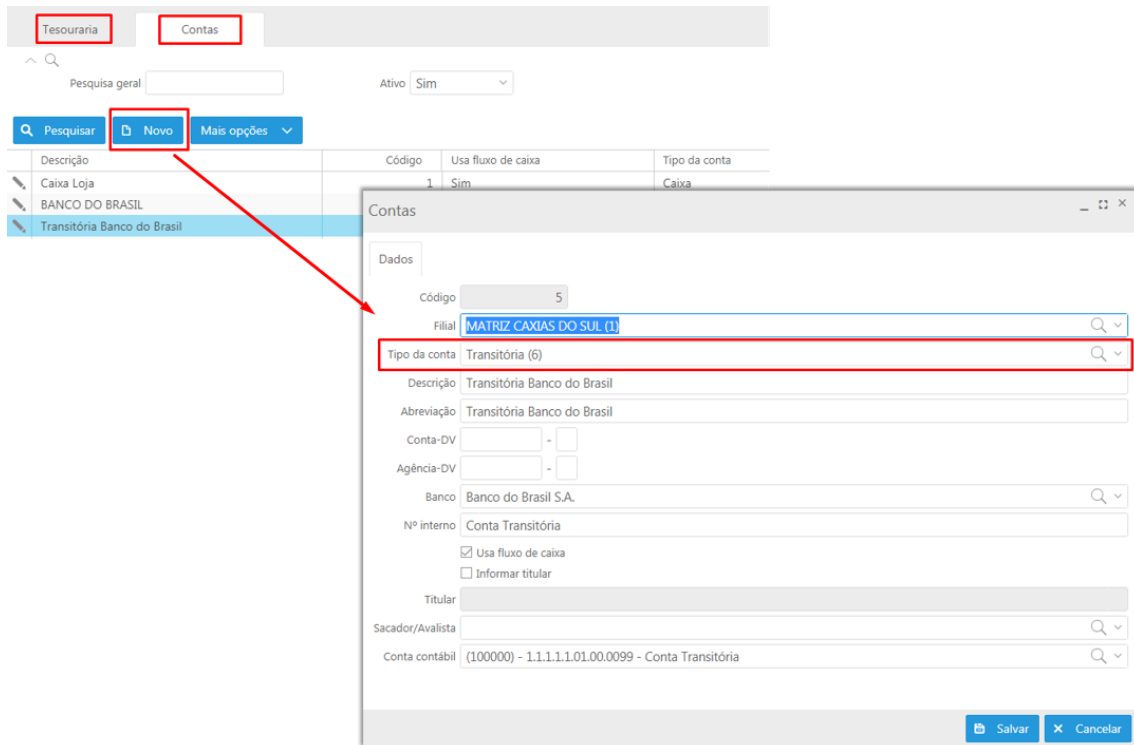 Tesouraria Contas
Pesquisa geral Ativo Sim
Pesquisar Novo Mais opções
Descrição Código Usa fluxo de caixa Tipo da conta
Caixa Loja 1 Sim Caixa
BANCO DO BRASIL
Transitória Banco do Brasil
Contas
Dados
Código 5
Filial MATRIZ CAXIAS DO SUL (1)
Tipo da conta Transitória (6)
Descrição Transitória Banco do Brasil
Abreviação Transitória Banco do Brasil
Conta-DV -
Agência-DV -
Banco Banco do Brasil S.A.
Nº interno Conta Transitória
Usa fluxo de caixa
Informar titular
Titular
Sacador/Avalista
Conta contábil (100000) - 1.1.1.1.1.01.00.0099 - Conta Transitória
Salvar Cancelar